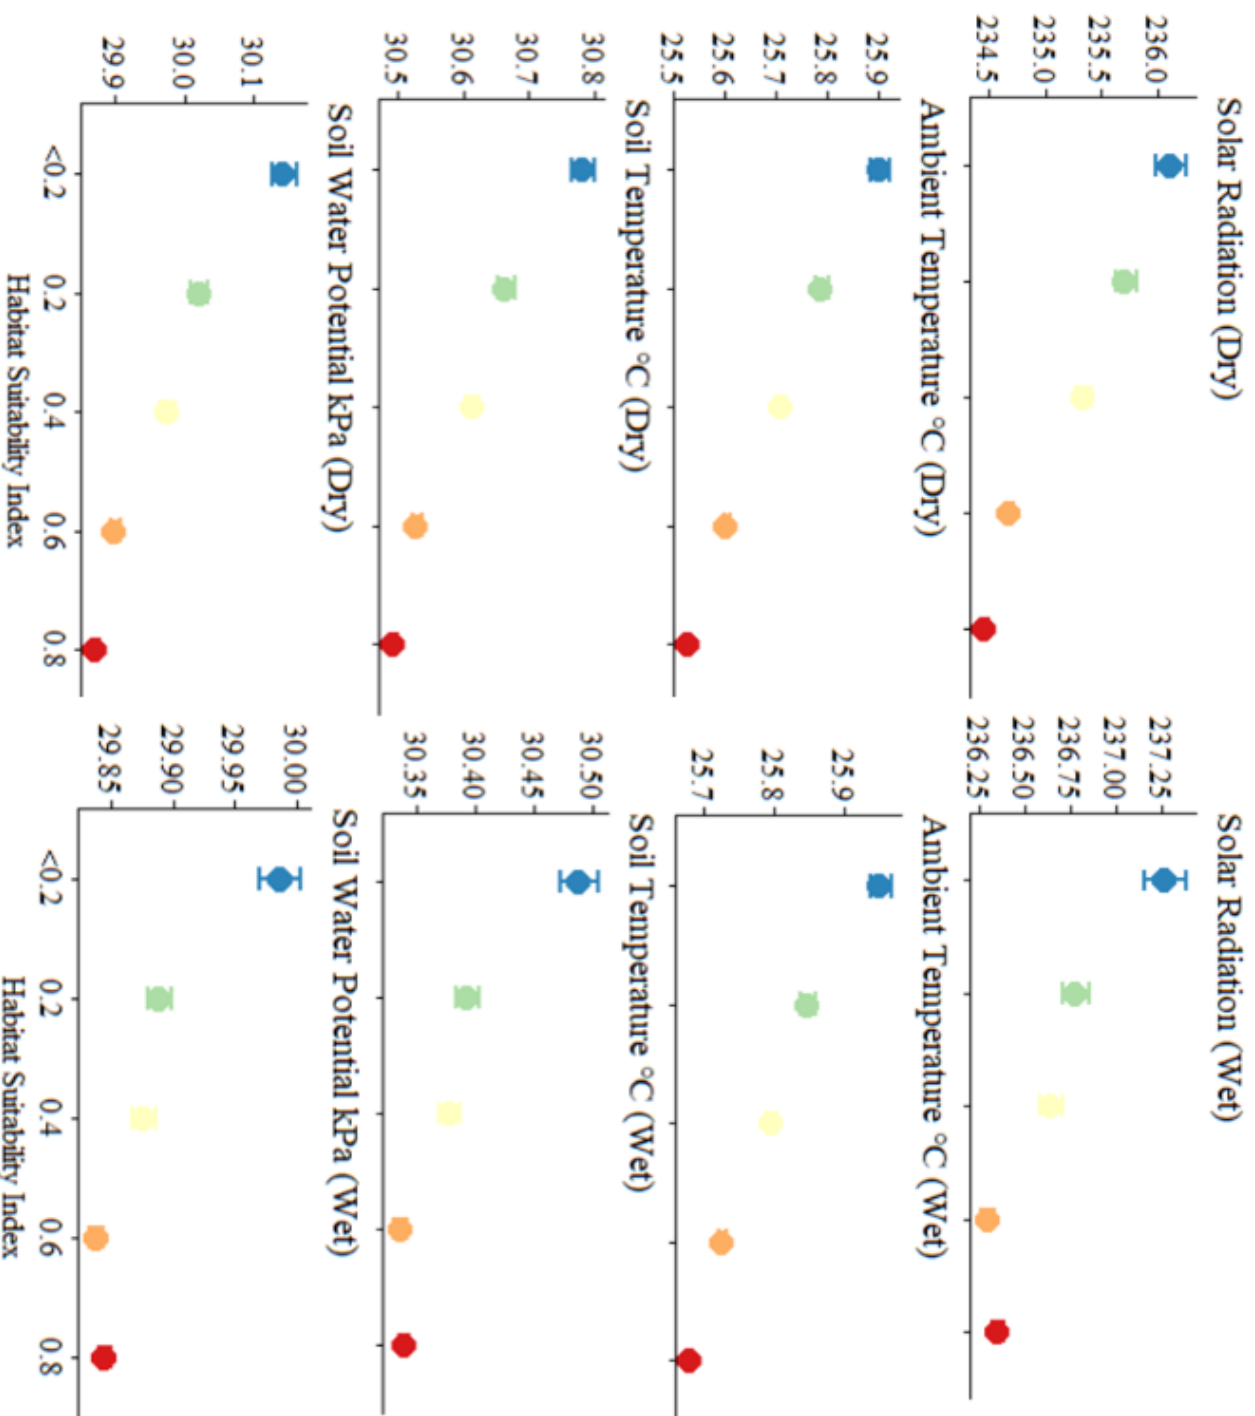 Solar Radiation (Dry)
236.0
235.5
235.0
234.5
Solar Radiation (Wet)
237.25
237.00
236.75
236.50
236.25
Ambient Temperature °C (Dry)
25.9
25.8
25.7
25.6
25.5
Ambient Temperature °C (Wet)
25.9
25.8
25.7
Soil Temperature °C (Dry)
30.8
30.7
30.6
30.5
Soil Temperature °C (Wet)
30.50
30.45
30.40
30.35
Soil Water Potential kPa (Dry)
30.1
30.0
29.9
<0.2 0.2 0.4 0.6 0.8
Habitat Suitability Index
Soil Water Potential kPa (Wet)
30.00
29.95
29.90
29.85
<0.2 0.2 0.4 0.6 0.8
Habitat Suitability Index